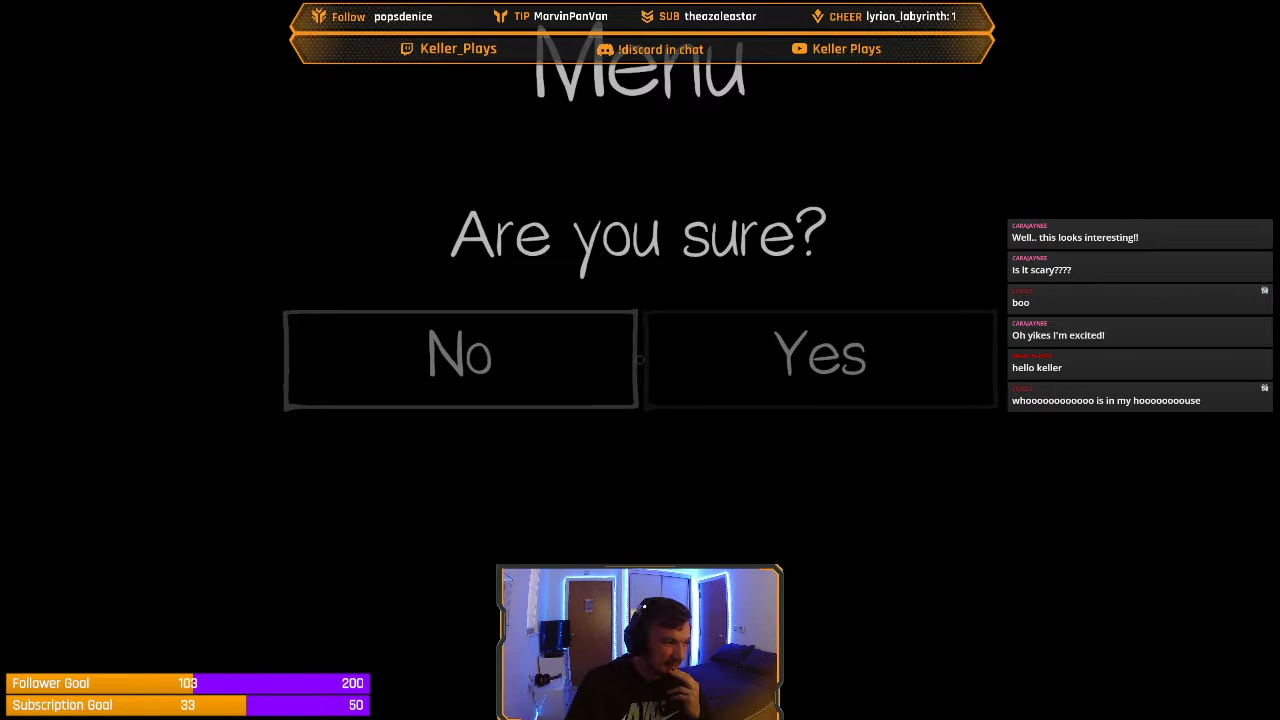 Follow popsdenice TIP MarvinPanVan SUB theazaleastar CHEER lyrion_labyrinth: 1
Keller_Plays !discord in chat Keller Plays
Menu
Are you sure?
No Yes
CARAJAYNEE
Well.. this looks interesting!!
CARAJAYNEE
Is it scary????
boo
CARAJAYNEE
Oh yikes I'm excited!
hello keller
whoooooooooooo is in my hooooooooouse
Follower Goal 103 200
Subscription Goal 33 50